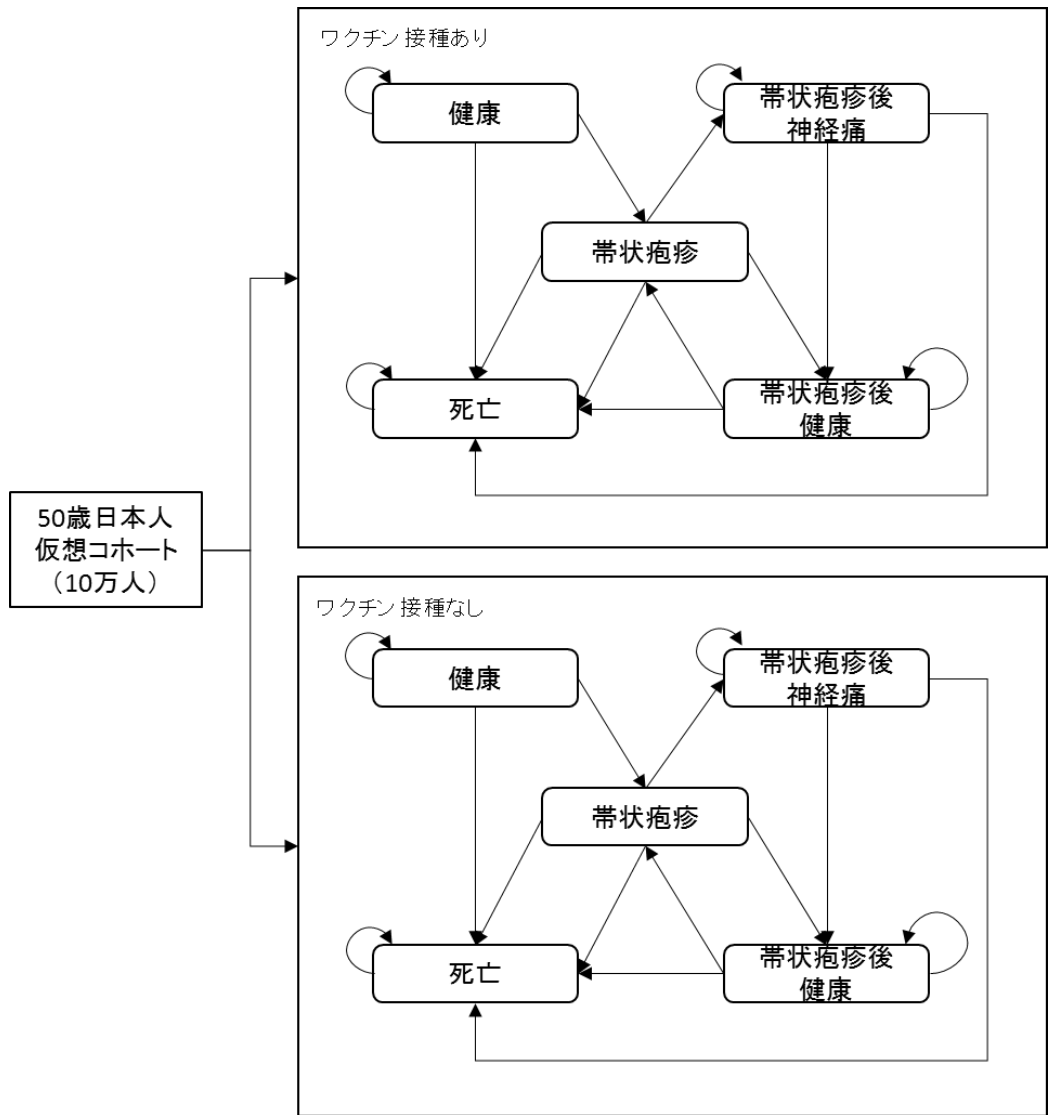 ワクチン接種あり
健康
帯状疱疹後
神経痛
帯状疱疹
死亡
帯状疱疹後
健康
50歳日本人
仮想コホート
（10万人）
ワクチン接種なし
健康
帯状疱疹後
神経痛
帯状疱疹
死亡
帯状疱疹後
健康